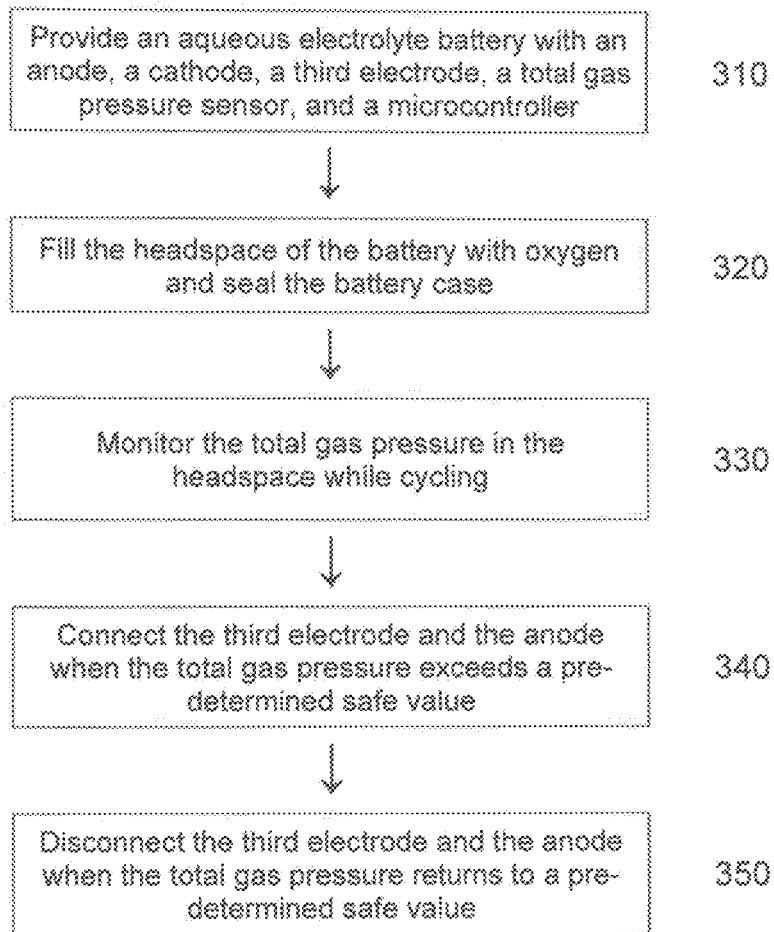 Provide an aqueous electrolyte battery with an
anode, a cathode, a third electrode, a total gas
pressure sensor, and a microcontroller
310
Fill the headspace of the battery with oxygen
and seal the battery case
320
Monitor the total gas pressure in the
headspace while cycling
330
Connect the third electrode and the anode
when the total gas pressure exceeds a pre-
determined safe value
340
Disconnect the third electrode and the anode
when the total gas pressure returns to a pre-
determined safe value
350